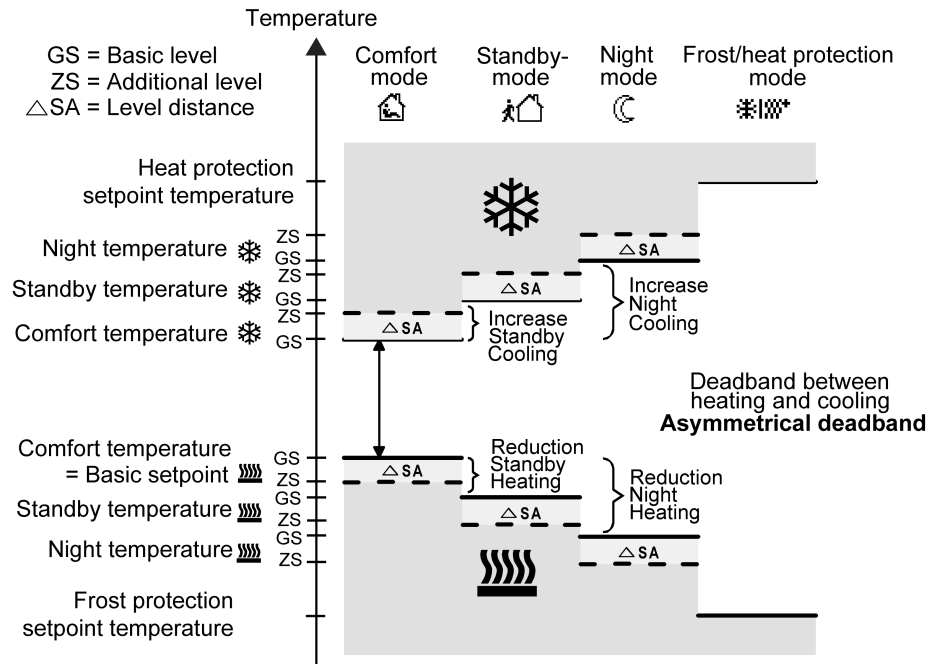 Temperature
GS = Basic level
ZS = Additional level
△SA = Level distance
Comfort
mode
Standby-
mode
Night
mode
Frost/heat protection
mode
Heat protection
setpoint temperature
Night temperature
ZS
GS
Standby temperature
ZS
GS
Comfort temperature
ZS
GS
△SA
△SA
△SA
Increase
Standby
Cooling
Increase
Night
Cooling
Deadband between
heating and cooling
Asymmetrical deadband
Comfort temperature
= Basic setpoint
GS
ZS
Standby temperature
GS
ZS
Night temperature
GS
ZS
△SA
△SA
△SA
Reduction
Standby
Heating
Reduction
Night
Heating
Frost protection
setpoint temperature